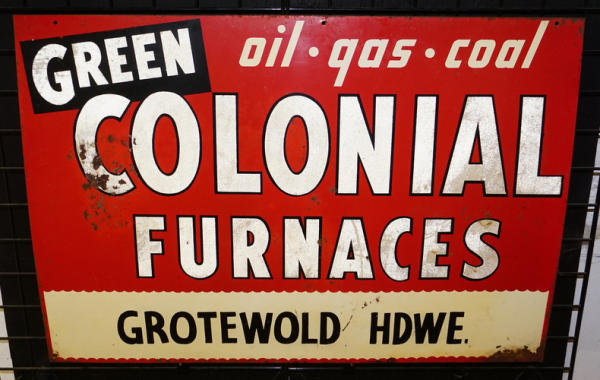 GREEN oil · gas · coal
COLONIAL
FURNACES
GROTEWOLD HDWE.